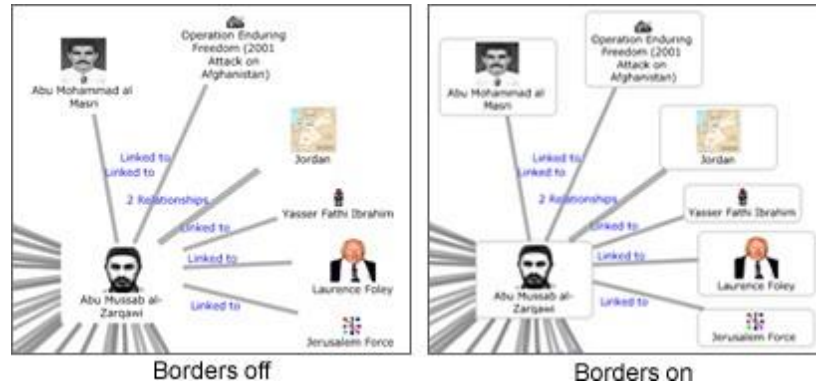 Operation Enduring
Freedom (2001
Attack on
Afghanistan)
Abu Mohammad al
Masri
Linked to
Linked to
Jordan
2 Relationships
Yasser Fathi Ibrahim
Linked to
Linked to
Laurence Foley
Abu Mussab al-
Zarqawi
Linked to
Jerusalem Force
Borders off
Operation Enduring
Freedom (2001
Attack on
Afghanistan)
Abu Mohammad al
Masri
Linked to
Linked to
Jordan
2 Relationships
Yasser Fathi Ibrahim
Linked to
Linked to
Laurence Foley
Abu Mussab al-
Zarqawi
Linked to
Jerusalem Force
Borders on